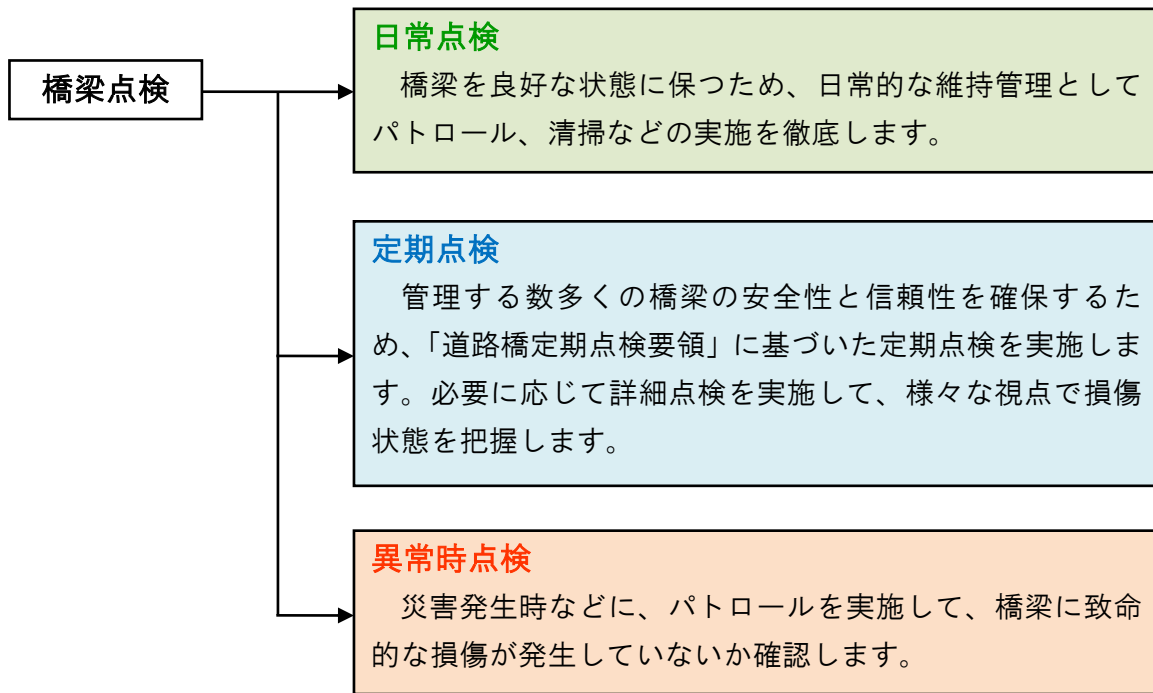 橋梁点検
日常点検
橋梁を良好な状態に保つため、日常的な維持管理として
パトロール、清掃などの実施を徹底します。
定期点検
管理する数多くの橋梁の安全性と信頼性を確保するた
め、「道路橋定期点検要領」に基づいた定期点検を実施しま
す。必要に応じて詳細点検を実施して、様々な視点で損傷
状態を把握します。
異常時点検
災害発生時などに、パトロールを実施して、橋梁に致命
的な損傷が発生していないか確認します。